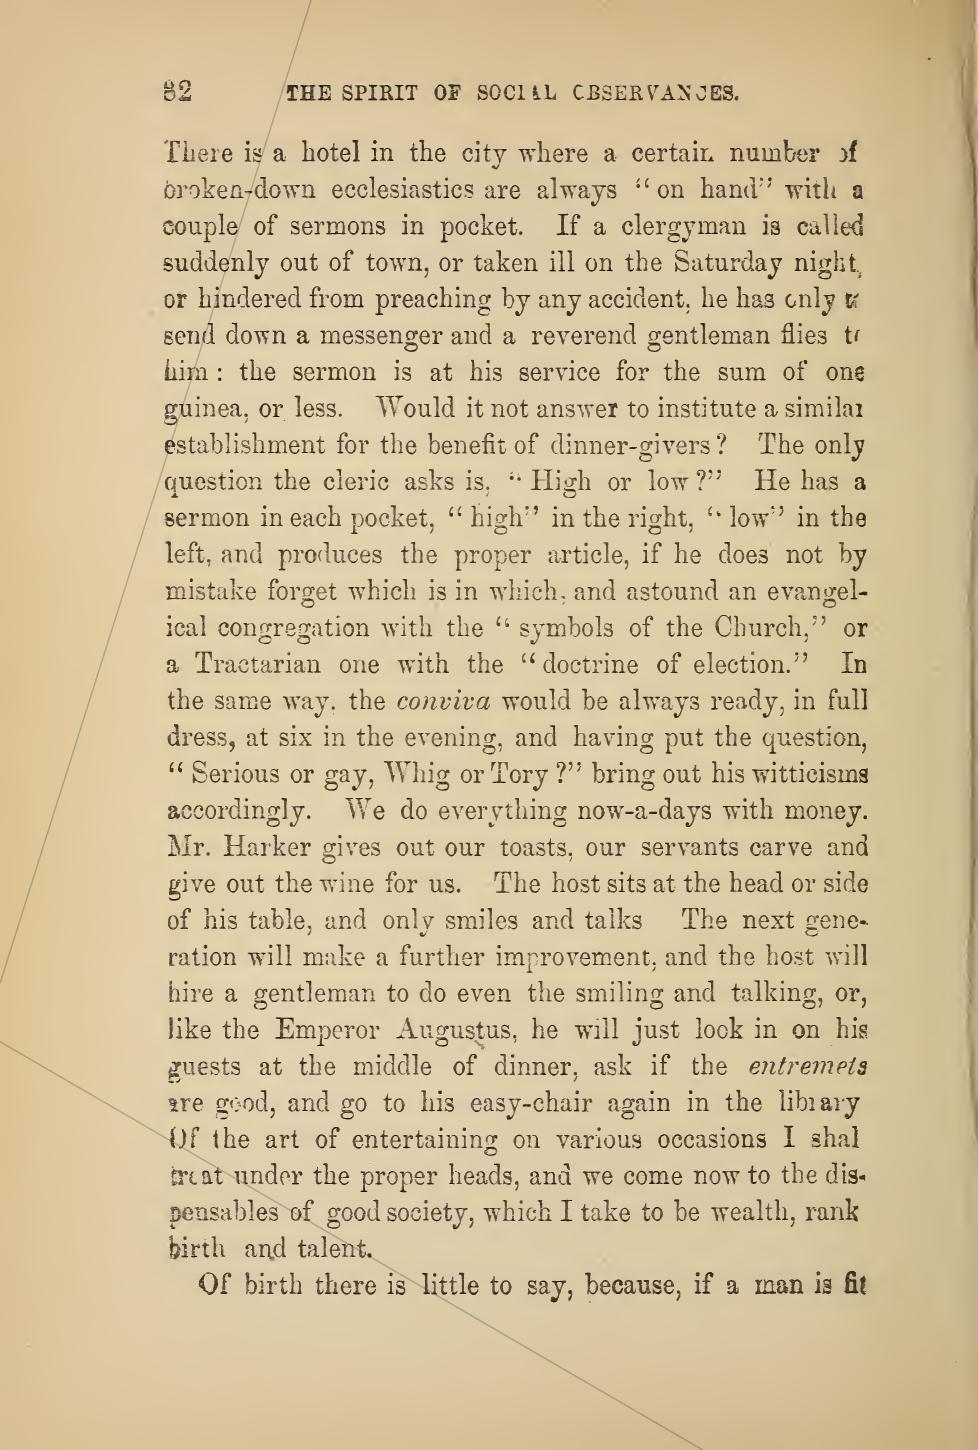 82 THE SPIRIT OF SOCIAL OBSERVANCES.
There is a hotel in the city where a certain number of
broken-down ecclesiastics are always “on hand” with a
couple of sermons in pocket. If a clergyman is called
suddenly out of town, or taken ill on the Saturday night,
or hindered from preaching by any accident, he has only to
send down a messenger and a reverend gentleman flies to
him: the sermon is at his service for the sum of one
guinea, or less. Would it not answer to institute a similar
establishment for the benefit of dinner-givers? The only
question the cleric asks is, “High or low?” He has a
sermon in each pocket, “high” in the right, “low” in the
left, and produces the proper article, if he does not by
mistake forget which is in which, and astound an evangel-
ical congregation with the “symbols of the Church,” or
a Tractarian one with the “doctrine of election.” In
the same way, the conviva would be always ready, in full
dress, at six in the evening, and having put the question,
“Serious or gay, Whig or Tory?” bring out his witticisms
accordingly. We do everything now-a-days with money.
Mr. Harker gives out our toasts, our servants carve and
give out the wine for us. The host sits at the head or side
of his table, and only smiles and talks The next gene-
ration will make a further improvement, and the host will
hire a gentleman to do even the smiling and talking, or,
like the Emperor Augustus, he will just look in on his
guests at the middle of dinner, ask if the entremets
are good, and go to his easy-chair again in the library
Of the art of entertaining on various occasions I shal
treat under the proper heads, and we come now to the dis-
pensables of good society, which I take to be wealth, rank
birth and talent.
Of birth there is little to say, because, if a man is fit